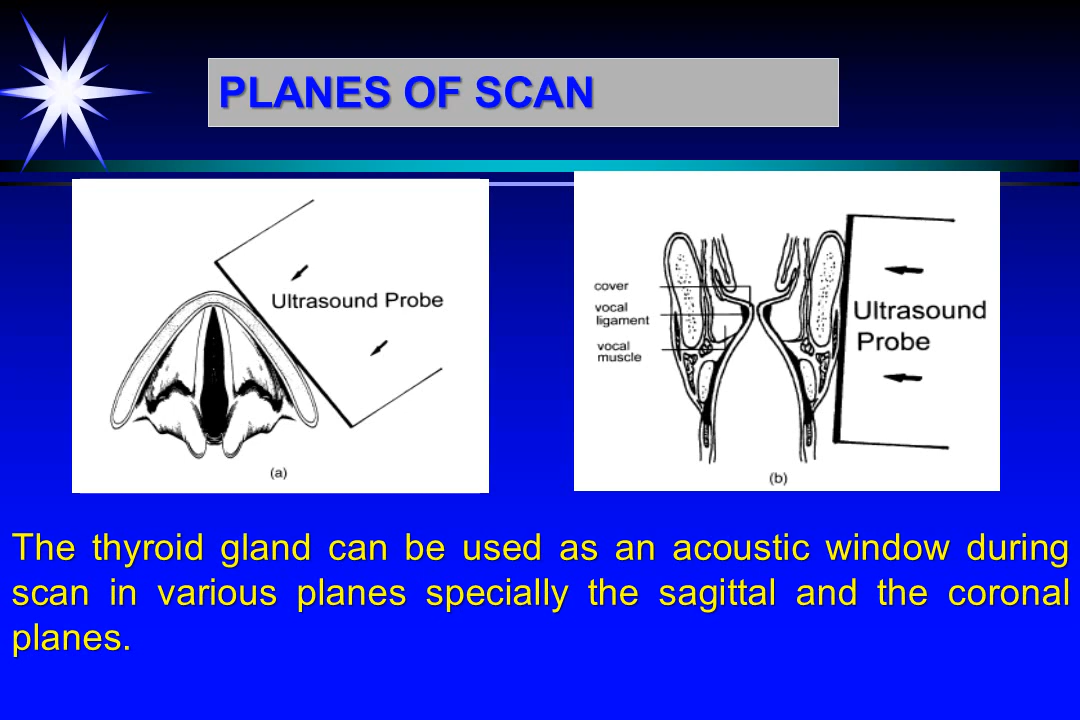 PLANES OF SCAN
Ultrasound Probe
(a)
cover
vocal
ligament
vocal
muscle
Ultrasound
Probe
(b)
The thyroid gland can be used as an acoustic window during
scan in various planes specially the sagittal and the coronal
planes.